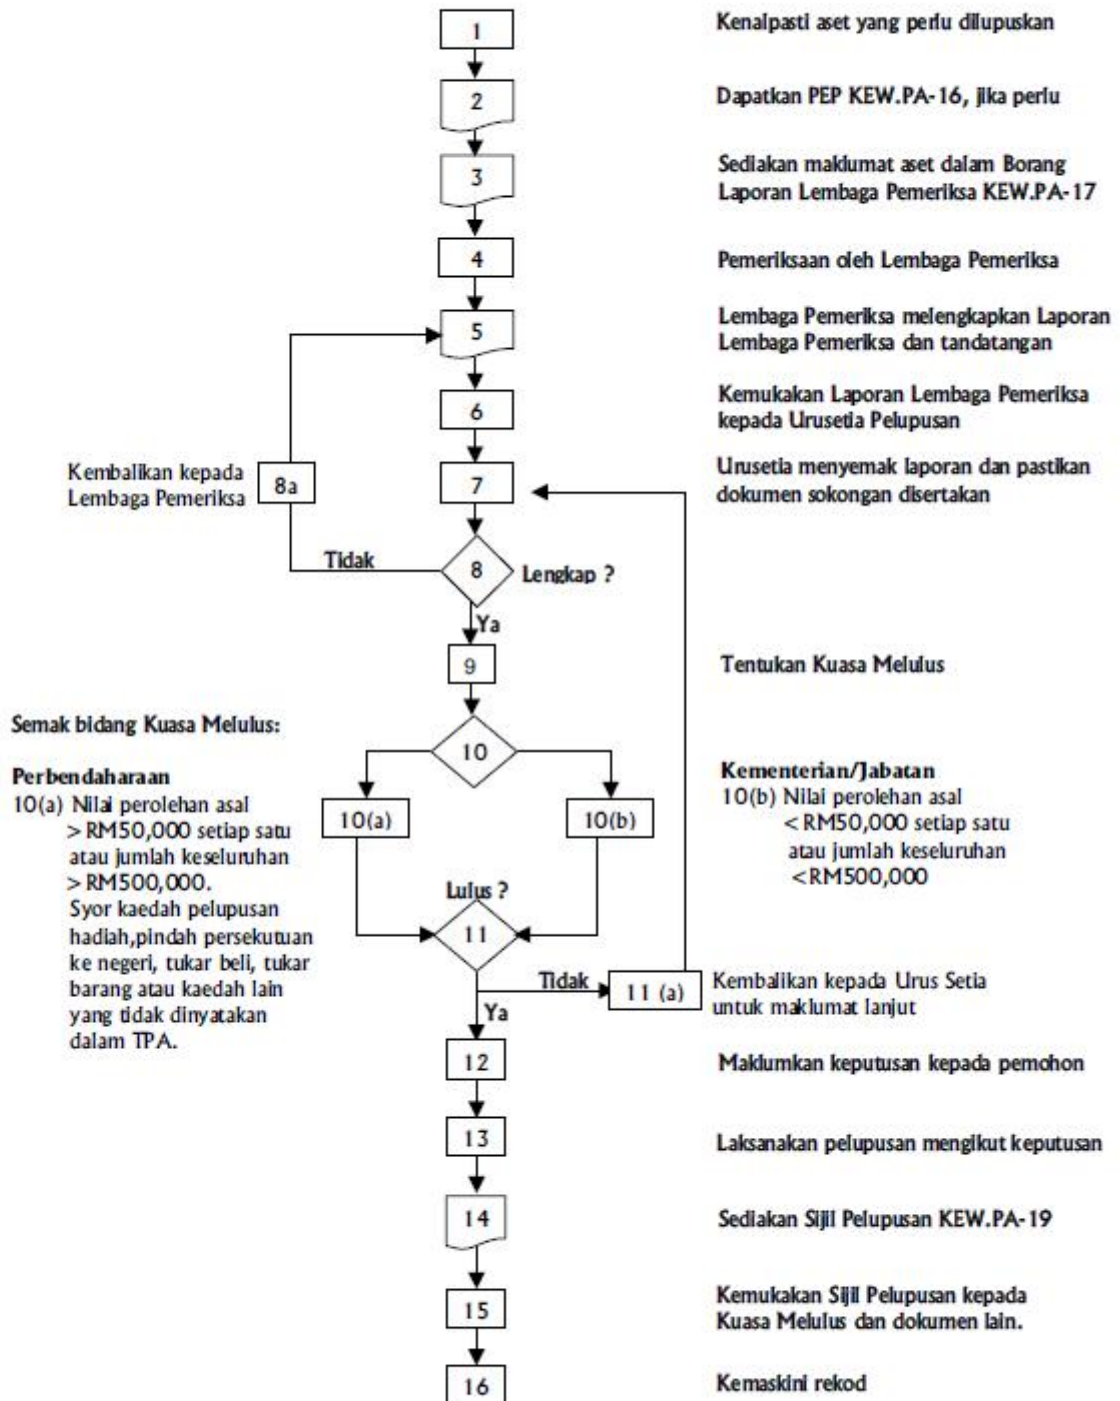 1
Kenalpasti aset yang perlu dilupuskan
2
Dapatkan PEP KEW.PA-16, jika perlu
3
Sediakan maklumat aset dalam Borang
Laporan Lembaga Pemeriksa KEW.PA-17
4
Pemeriksaan oleh Lembaga Pemeriksa
5
Lembaga Pemeriksa melengkapkan Laporan
Lembaga Pemeriksa dan tandatangan
6
Kemukakan Laporan Lembaga Pemeriksa
kepada Urusetia Pelupusan
Kembalikan kepada
Lembaga Pemeriksa
8a
7
Urusetia menyemak laporan dan pastikan
dokumen sokongan disertakan
Tidak
8
Lengkap ?
Ya
9
Tentukan Kuasa Melulus
Semak bidang Kuasa Melulus:
10
Perbendaharaan
10(a) Nilai perolehan asal
> RM50,000 setiap satu
atau jumlah keseluruhan
> RM500,000.
Syor kaedah pelupusan
hadiah,pindah persekutuan
ke negeri, tukar beli, tukar
barang atau kaedah lain
yang tidak dinyatakan
dalam TPA.
10(a)
10(b)
Kementerian/Jabatan
10(b) Nilai perolehan asal
< RM50,000 setiap satu
atau jumlah keseluruhan
<RM500,000
Lulus ?
11
Tidak
11 (a)
Kembalikan kepada Urus Setia
untuk maklumat lanjut
Ya
12
Maklumkan keputusan kepada pemohon
13
Laksanakan pelupusan mengikut keputusan
14
Sediakan Sijil Pelupusan KEW.PA-19
15
Kemukakan Sijil Pelupusan kepada
Kuasa Melulus dan dokumen lain.
16
Kemaskini rekod